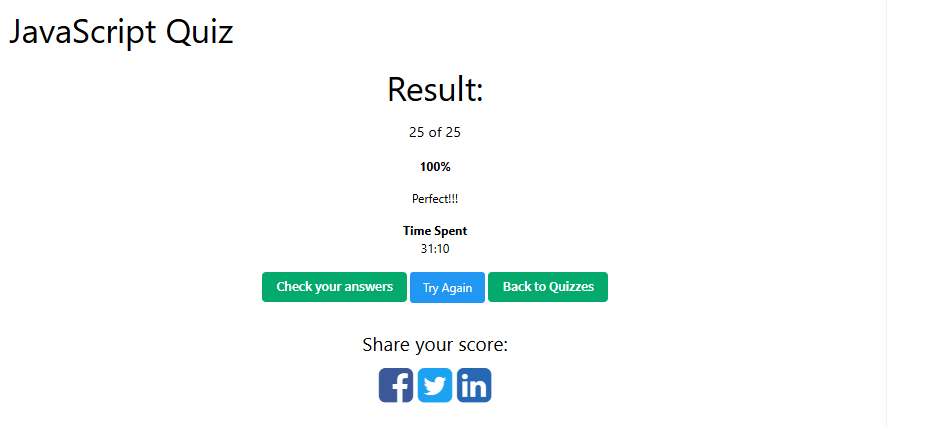 JavaScript Quiz
Result:
25 of 25
100%
Perfect!!!
Time Spent
31:10
Check your answers Try Again Back to Quizzes
Share your score: